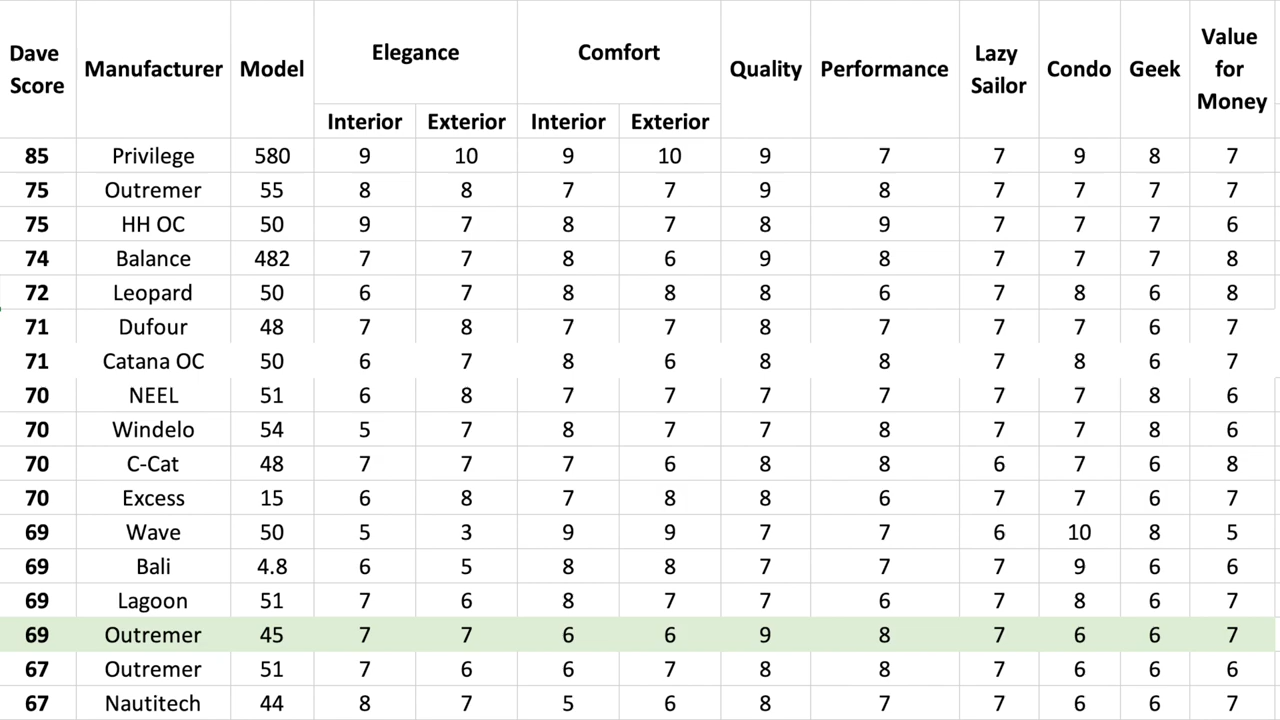 Dave Score Manufacturer Model Elegance Comfort Quality Performance Lazy Sailor Condo Geek Value for Money
Interior Exterior Interior Exterior
85 Privilege 580 9 10 9 10 9 7 7 9 8 7
75 Outremer 55 8 8 7 7 9 8 7 7 7 7
75 HH OC 50 9 7 8 7 8 9 7 7 7 6
74 Balance 482 7 7 8 6 9 8 7 7 7 8
72 Leopard 50 6 7 8 8 8 6 7 8 6 8
71 Dufour 48 7 8 7 7 8 7 7 7 6 7
71 Catana OC 50 6 7 8 6 8 8 7 8 6 7
70 NEEL 51 6 8 7 7 7 7 7 7 8 6
70 Windelo 54 5 7 8 7 7 8 7 7 8 6
70 C-Cat 48 7 7 7 6 8 8 6 7 6 8
70 Excess 15 6 8 7 8 8 6 7 7 6 7
69 Wave 50 5 3 9 9 7 7 6 10 8 5
69 Bali 4.8 6 5 8 8 7 7 7 9 6 6
69 Lagoon 51 7 6 8 7 7 6 7 8 6 7
69 Outremer 45 7 7 6 6 9 8 7 6 6 7
67 Outremer 51 7 6 6 7 8 8 7 6 6 6
67 Nautitech 44 8 7 5 6 8 7 7 6 6 7